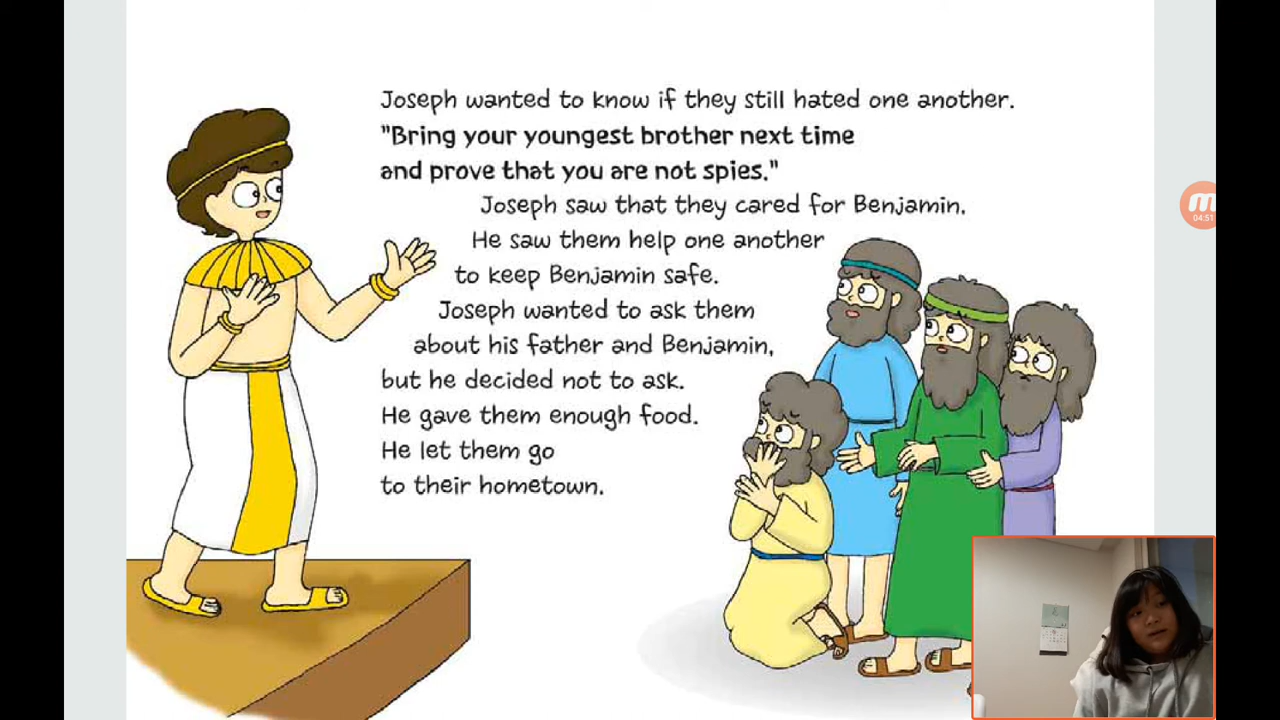 Joseph wanted to know if they still hated one another.
"Bring your youngest brother next time
and prove that you are not spies."
Joseph saw that they cared for Benjamin.
He saw them help one another
to keep Benjamin safe.
Joseph wanted to ask them
about his father and Benjamin,
but he decided not to ask.
He gave them enough food.
He let them go
to their hometown.
04:51